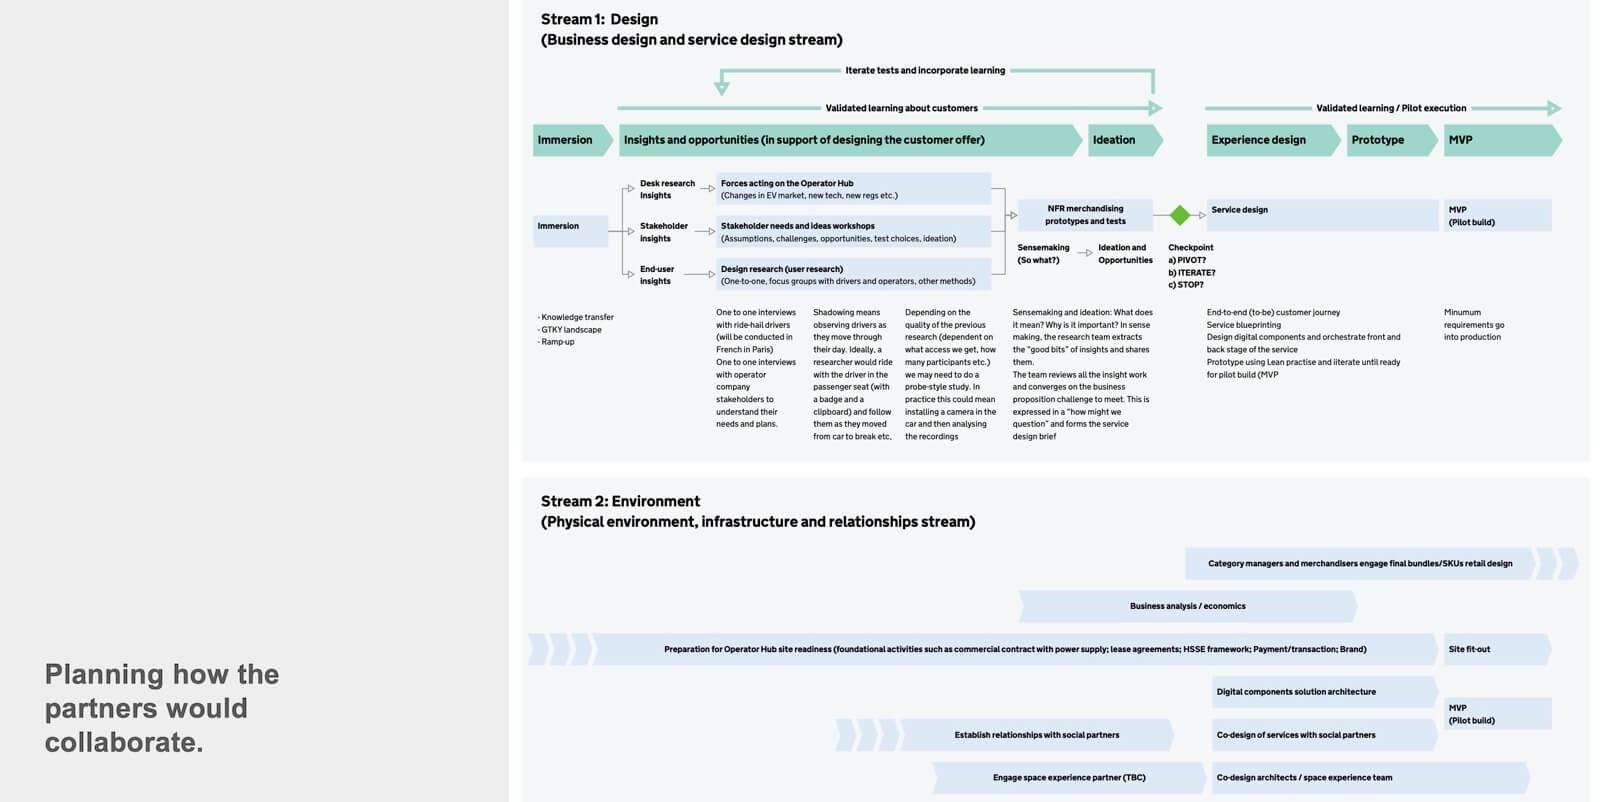 Planning how the
partners would
collaborate.
Stream 1: Design
(Business design and service design stream)
Iterate tests and incorporate learning
Validated learning about customers
Validated learning / Pilot execution
Immersion
Insights and opportunities (in support of designing the customer offer)
Ideation
Experience design
Prototype
MVP
Immersion
Desk research
Insights
Forces acting on the Operator Hub
(Changes in EV market, new tech, new regs etc.)
Stakeholder
insights
Stakeholder needs and ideas workshops
(Assumptions, challenges, opportunities, test choices, ideation)
End-user
insights
Design research (user research)
(One-to-one, focus groups with drivers and operators, other methods)
NFR merchandising
prototypes and tests
Sensemaking
(So what?)
Ideation and
Opportunities
Checkpoint
a) PIVOT?
b) ITERATE?
c) STOP?
Service design
MVP
(Pilot build)
- Knowledge transfer
- GTKY landscape
- Ramp-up
One to one interviews
with ride-hail drivers
(will be conducted in
French in Paris)
One to one interviews
with operator
company
stakeholders to
understand their
needs and plans.
Shadowing means
observing drivers as
they move through
their day. Ideally, a
researcher would ride
with the driver in the
passenger seat (with
a badge and a
clipboard) and follow
them as they moved
from car to break etc,
Depending on the
quality of the previous
research (dependent on
what access we get, how
many participants etc.)
we may need to do a
probe-style study. In
practice this could mean
installing a camera in the
car and then analysing
the recordings
Sensemaking and ideation: What does
it mean? Why is it important? In sense
making, the research team extracts
the "good bits" of insights and shares
them.
The team reviews all the insight work
and converges on the business
proposition challenge to meet. This is
expressed in a "how might we
question" and forms the service
design brief
End-to-end (to-be) customer journey
Service blueprinting
Design digital components and orchestrate front and
back stage of the service
Prototype using Lean practise and iiterate until ready
for pilot build (MVP
Minumum
requirements go
into production
Stream 2: Environment
(Physical environment, infrastructure and relationships stream)
Category managers and merchandisers engage final bundles/SKUs retail design
Business analysis / economics
Preparation for Operator Hub site readiness (foundational activities such as commercial contract with power supply; lease agreements; HSSE framework; Payment/transaction; Brand)
Site fit-out
Digital components solution architecture
MVP
(Pilot build)
Establish relationships with social partners
Co-design of services with social partners
Engage space experience partner (TBC)
Co-design architects / space experience team